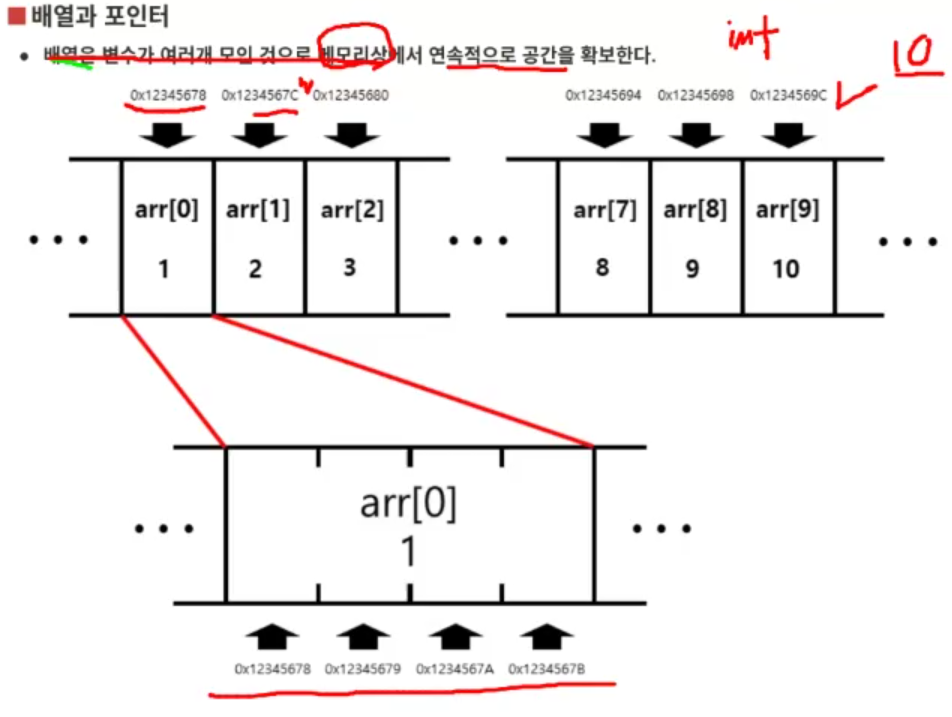 배열과 포인터
• 배열은 변수가 여러개 모인 것으로 메모리상에서 연속적으로 공간을 확보한다.
int
10
0x12345678 0x1234567C 0x12345680 0x12345694 0x12345698 0x1234569C
arr[0] arr[1] arr[2] arr[7] arr[8] arr[9]
... 1 2 3 ... 8 9 10 ...
arr[0]
... 1 ...
0x12345678 0x12345679 0x1234567A 0x1234567B